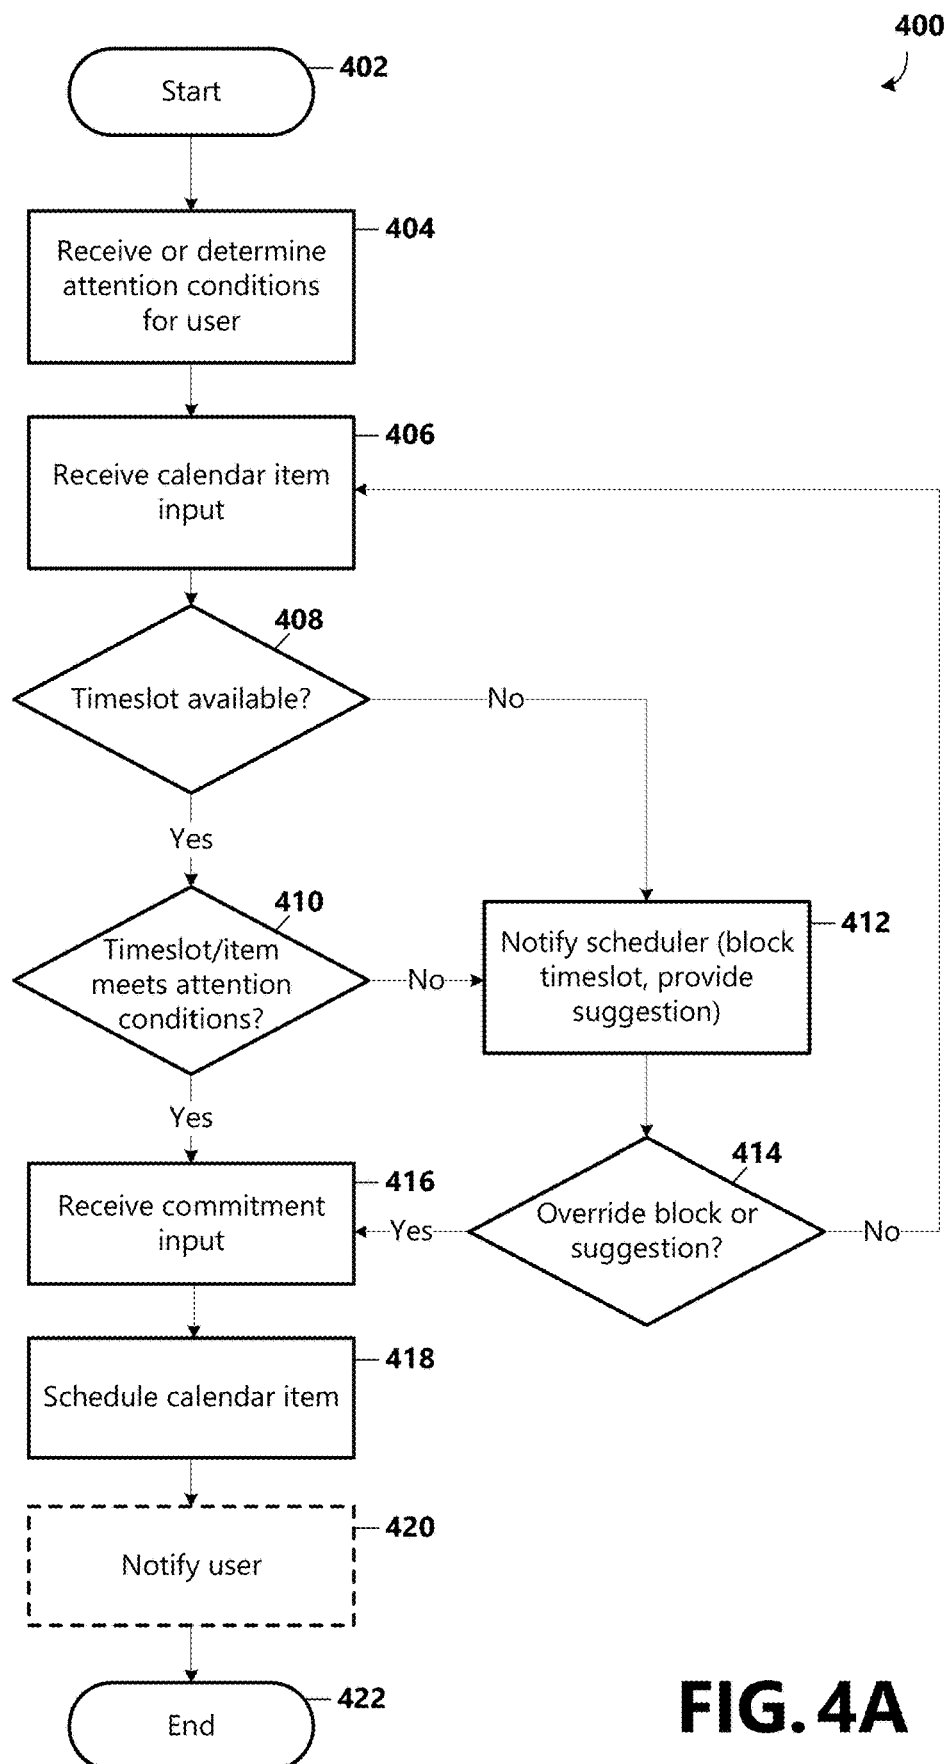 400
402
Start
404
Receive or determine
attention conditions
for user
406
Receive calendar item
input
408
Timeslot available?
No
Yes
410
Timeslot/item
meets attention
conditions?
No
412
Notify scheduler (block
timeslot, provide
suggestion)
Yes
414
Override block or
suggestion?
Yes
No
416
Receive commitment
input
418
Schedule calendar item
420
Notify user
422
End
FIG. 4A